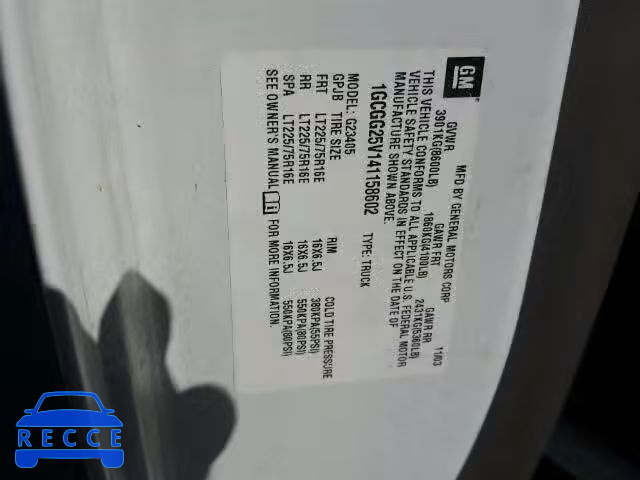 GM
MFD BY GENERAL MOTORS CORP 11/03
GVWR GAWR FRT GAWR RR
3901KG(8600LB) 1860KG(4100LB) 2431KG(5360LB)
THIS VEHICLE CONFORMS TO ALL APPLICABLE U.S. FEDERAL MOTOR
VEHICLE SAFETY STANDARDS IN EFFECT ON THE DATE OF
MANUFACTURE SHOWN ABOVE.
1GCGG25V141158602 TYPE: TRUCK
MODEL: G23405
GPJB TIRE SIZE RIM COLD TIRE PRESSURE
FRT LT225/75R16E 16X6.5J 380KPA(55PSI)
RR LT225/75R16E 16X6.5J 550KPA(80PSI)
SPA LT225/75R16E 16X6.5J 550KPA(80PSI)
SEE OWNER'S MANUAL FOR MORE INFORMATION.
RECCE